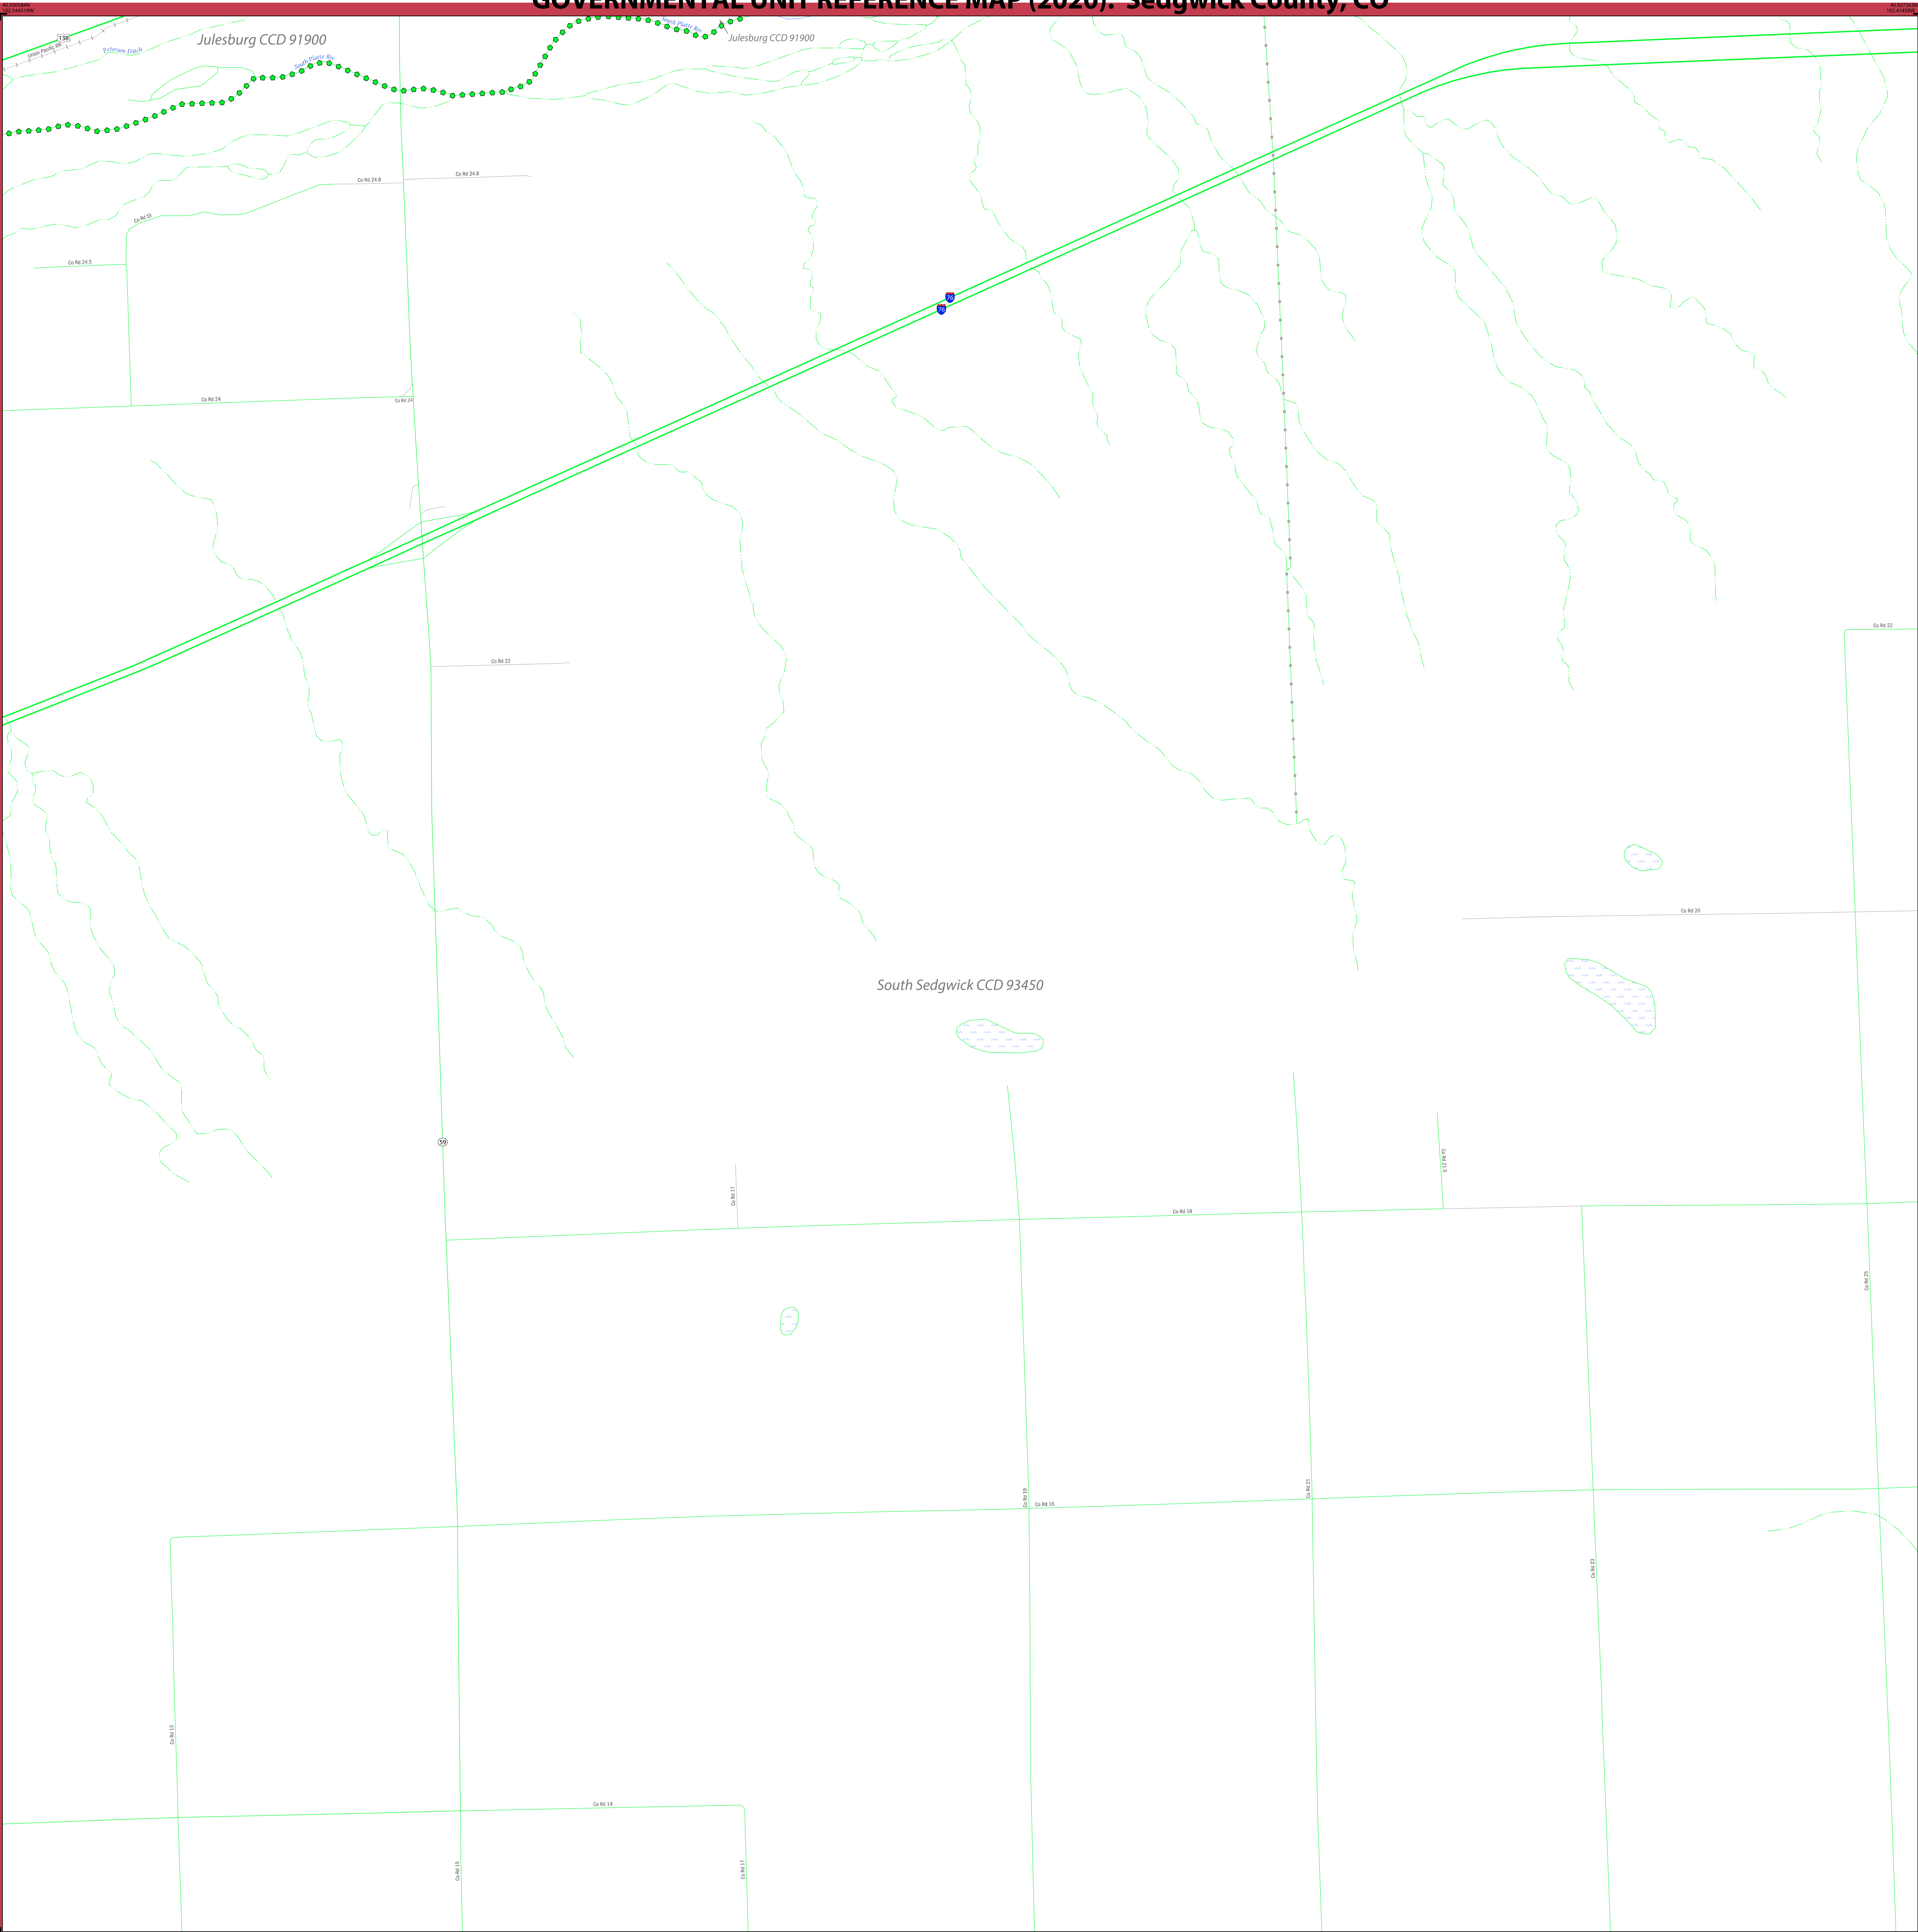 GOVERNMENTAL UNIT REFERENCE MAP (2020): Sedgwick County, CO
138
Union Pacific RR
Peterson Ditch
Julesburg CCD 91900
South Platte Riv
South Platte Riv
Julesburg CCD 91900
Co Rd 24.8
Co Rd 24.8
Co Rd 13
Co Rd 24.5
76
76
Co Rd 24
Co Rd 24
Co Rd 22
Co Rd 22
Co Rd 20
South Sedgwick CCD 93450
59
Co Rd 21.5
Co Rd 17
Co Rd 18
Co Rd 25
Co Rd 21
Co Rd 19
Co Rd 16
Co Rd 23
Co Rd 13
Co Rd 14
Co Rd 15
Co Rd 17